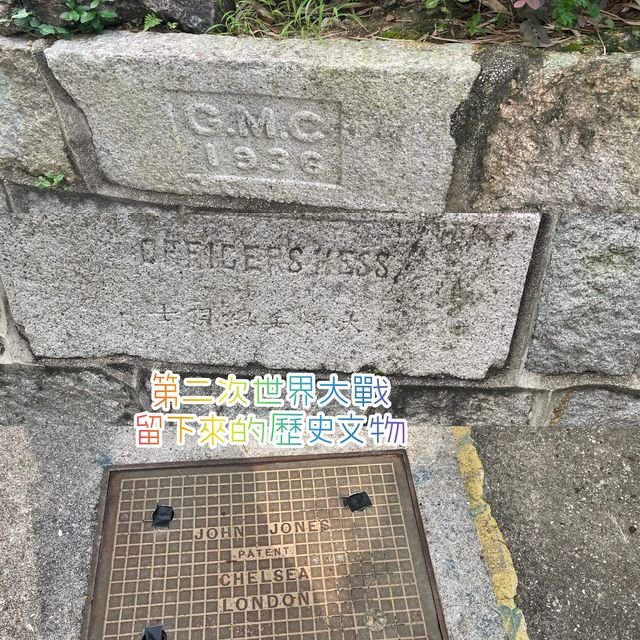 G.M.C.
1936
OFFICERS MESS
第二次世界大戰
留下來的歷史文物
JOHN JONES
PATENT
CHELSEA
LONDON